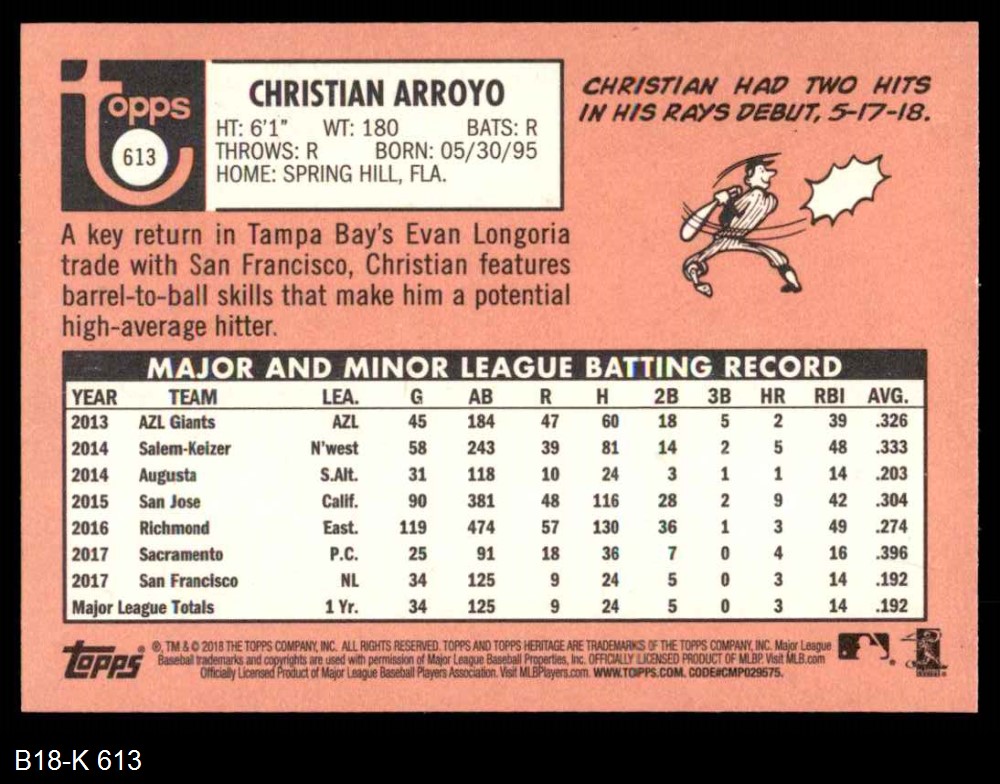 topps
613
CHRISTIAN ARROYO
HT: 6'1" WT: 180 BATS: R
THROWS: R BORN: 05/30/95
HOME: SPRING HILL, FLA.
CHRISTIAN HAD TWO HITS
IN HIS RAYS DEBUT, 5-17-18.
A key return in Tampa Bay's Evan Longoria
trade with San Francisco, Christian features
barrel-to-ball skills that make him a potential
high-average hitter.
MAJOR AND MINOR LEAGUE BATTING RECORD
YEAR TEAM LEA. G AB R H 2B 3B HR RBI AVG.
2013 AZL Giants AZL 45 184 47 60 18 5 2 39 .326
2014 Salem-Keizer N'west 58 243 39 81 14 2 5 48 .333
2014 Augusta S.Atl. 31 118 10 24 3 1 1 14 .203
2015 San Jose Calif. 90 381 48 116 28 2 9 42 .304
2016 Richmond East. 119 474 57 130 36 1 3 49 .274
2017 Sacramento P.C. 25 91 18 36 7 0 4 16 .396
2017 San Francisco NL 34 125 9 24 5 0 3 14 .192
Major League Totals 1 Yr. 34 125 9 24 5 0 3 14 .192
topps
®, TM & © 2018 THE TOPPS COMPANY, INC. ALL RIGHTS RESERVED. TOPPS AND TOPPS HERITAGE ARE TRADEMARKS OF THE TOPPS COMPANY, INC. Major League
Baseball trademarks and copyrights are used with permission of Major League Baseball Properties, Inc. OFFICIALLY LICENSED PRODUCT OF MLBP. Visit MLB.com
Officially Licensed Product of Major League Baseball Players Association. Visit MLBPlayers.com. WWW.TOPPS.COM. CODE#CMP029575.
B18-K 613